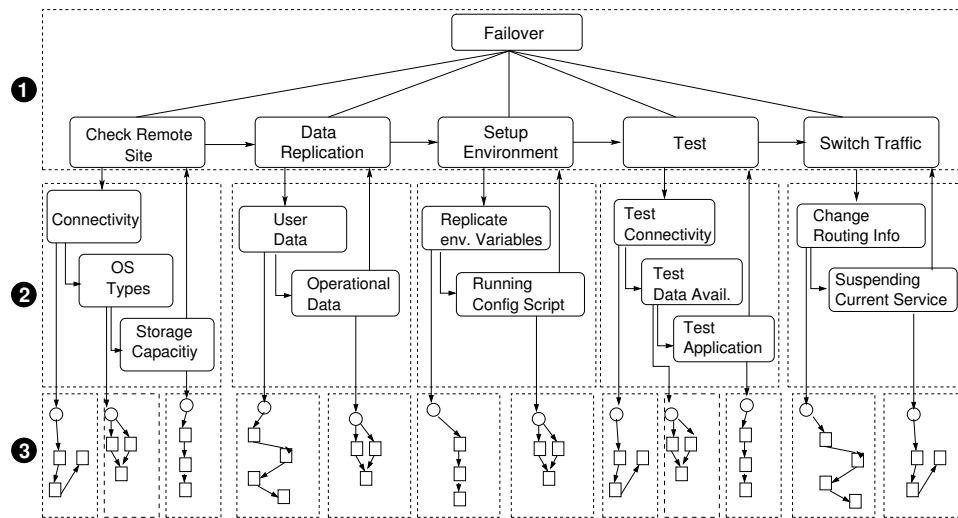 Failover
1
Check Remote
Site
Data
Replication
Setup
Environment
Test
Switch Traffic
2
Connectivity
OS
Types
Storage
Capacitiy
User
Data
Operational
Data
Replicate
env. Variables
Running
Config Script
Test
Connectivity
Test
Data Avail.
Test
Application
Change
Routing Info
Suspending
Current Service
3